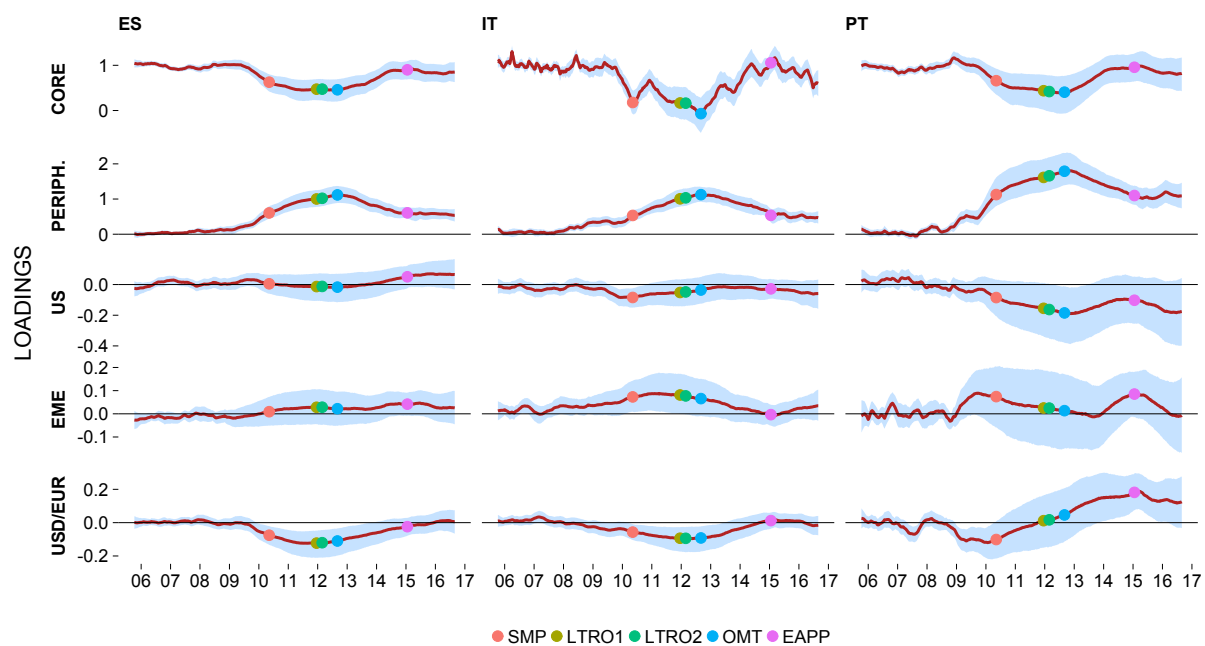 ES IT PT
LOADINGS
CORE
1
0
PERIPH.
2
1
0
US
0.0
-0.2
-0.4
EME
0.2
0.1
0.0
-0.1
USD/EUR
0.2
0.0
-0.2
06 07 08 09 10 11 12 13 14 15 16 17 06 07 08 09 10 11 12 13 14 15 16 17 06 07 08 09 10 11 12 13 14 15 16 17
SMP LTRO1 LTRO2 OMT EAPP